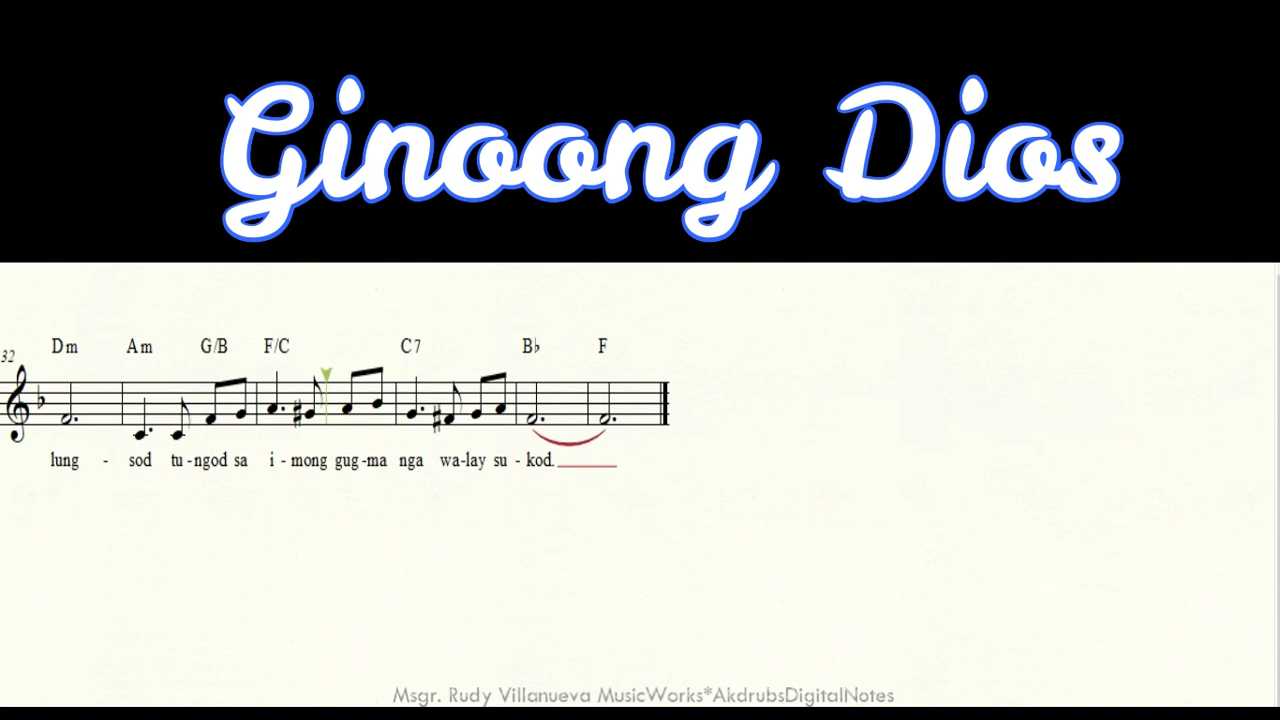 Ginoong Dios
32
Dm Am G/B F/C C7 B♭ F
lung - sod tu - ngod sa i - mong gug - ma nga wa - lay su - kod.
Msgr. Rudy Villanueva MusicWorks*AkdrubsDigitalNotes